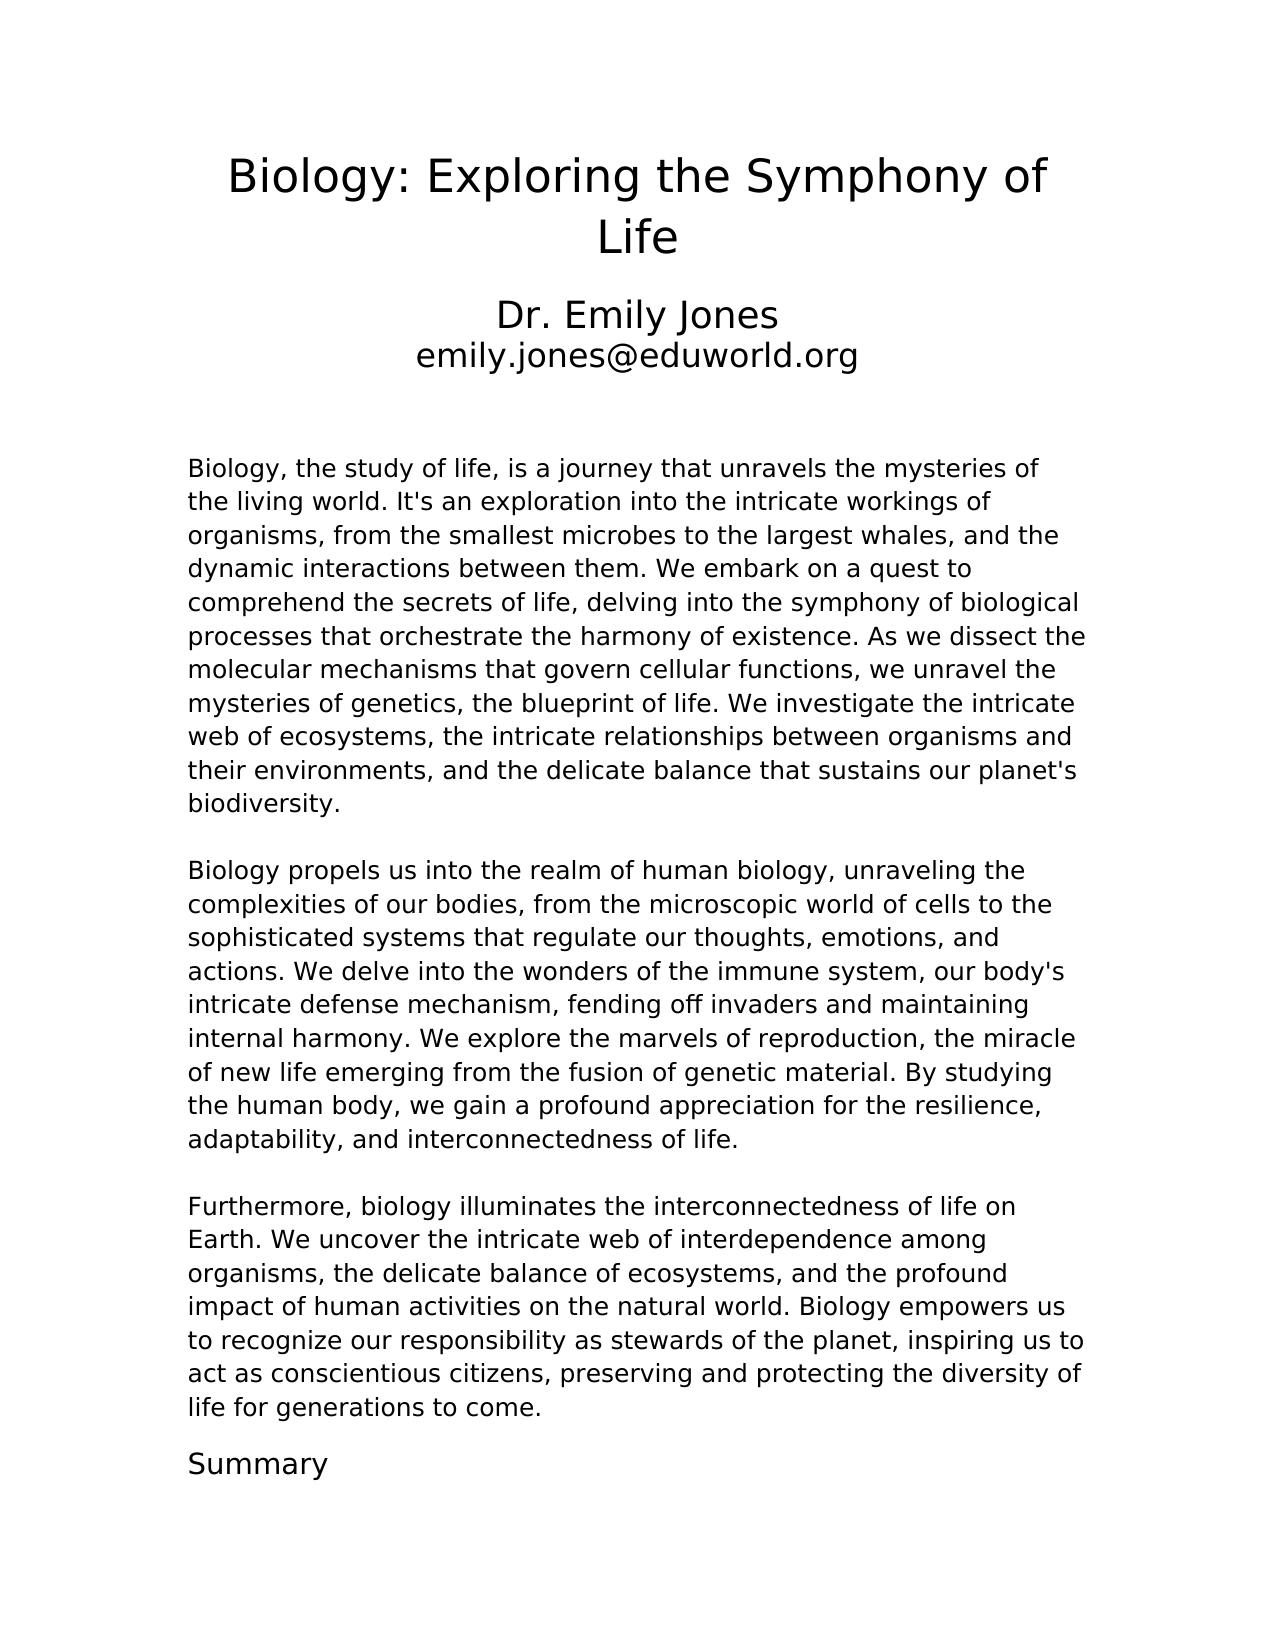 Biology: Exploring the Symphony of
Life
Dr. Emily Jones
emily.jones@eduworld.org
Biology, the study of life, is a journey that unravels the mysteries of
the living world. It's an exploration into the intricate workings of
organisms, from the smallest microbes to the largest whales, and the
dynamic interactions between them. We embark on a quest to
comprehend the secrets of life, delving into the symphony of biological
processes that orchestrate the harmony of existence. As we dissect the
molecular mechanisms that govern cellular functions, we unravel the
mysteries of genetics, the blueprint of life. We investigate the intricate
web of ecosystems, the intricate relationships between organisms and
their environments, and the delicate balance that sustains our planet's
biodiversity.
Biology propels us into the realm of human biology, unraveling the
complexities of our bodies, from the microscopic world of cells to the
sophisticated systems that regulate our thoughts, emotions, and
actions. We delve into the wonders of the immune system, our body's
intricate defense mechanism, fending off invaders and maintaining
internal harmony. We explore the marvels of reproduction, the miracle
of new life emerging from the fusion of genetic material. By studying
the human body, we gain a profound appreciation for the resilience,
adaptability, and interconnectedness of life.
Furthermore, biology illuminates the interconnectedness of life on
Earth. We uncover the intricate web of interdependence among
organisms, the delicate balance of ecosystems, and the profound
impact of human activities on the natural world. Biology empowers us
to recognize our responsibility as stewards of the planet, inspiring us to
act as conscientious citizens, preserving and protecting the diversity of
life for generations to come.
Summary